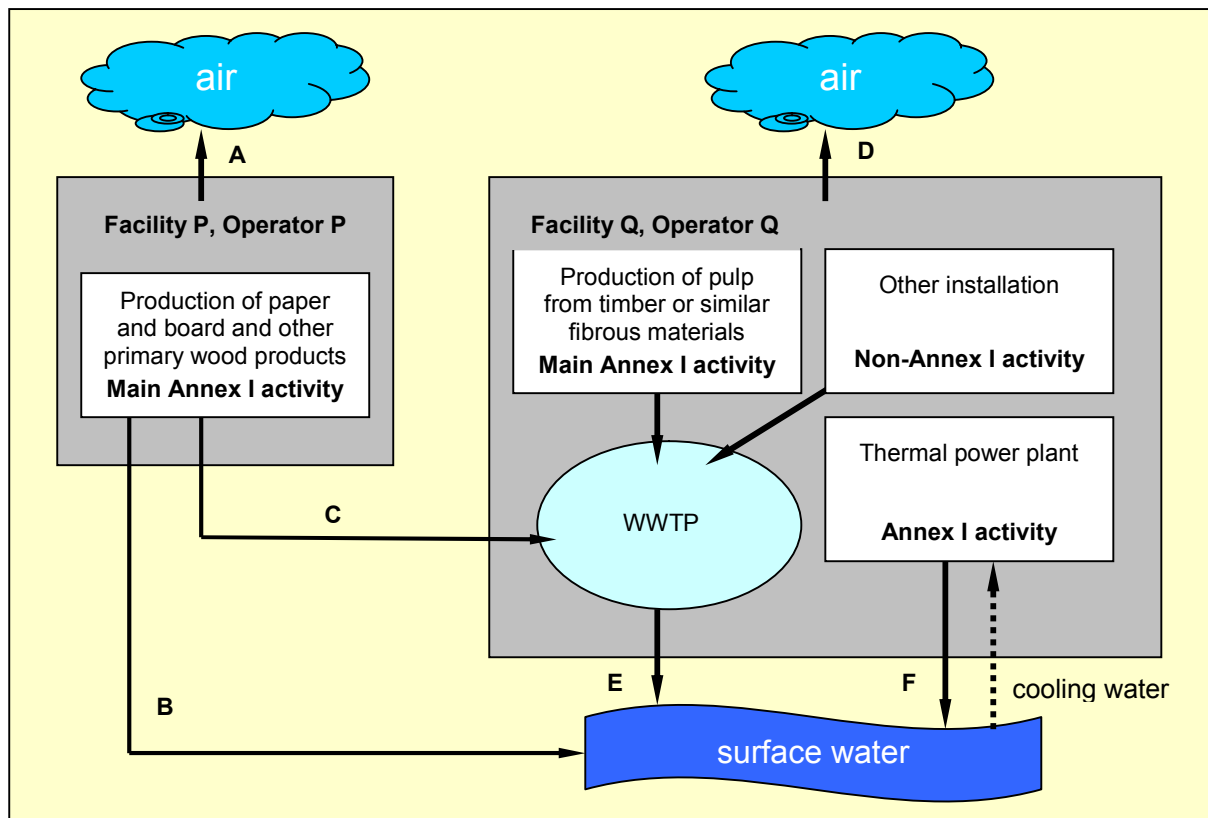 air
air
A
D
Facility P, Operator P
Production of paper
and board and other
primary wood products
Main Annex I activity
Facility Q, Operator Q
Production of pulp
from timber or similar
fibrous materials
Main Annex I activity
Other installation
Non-Annex I activity
Thermal power plant
Annex I activity
WWTP
C
E
F
cooling water
B
surface water